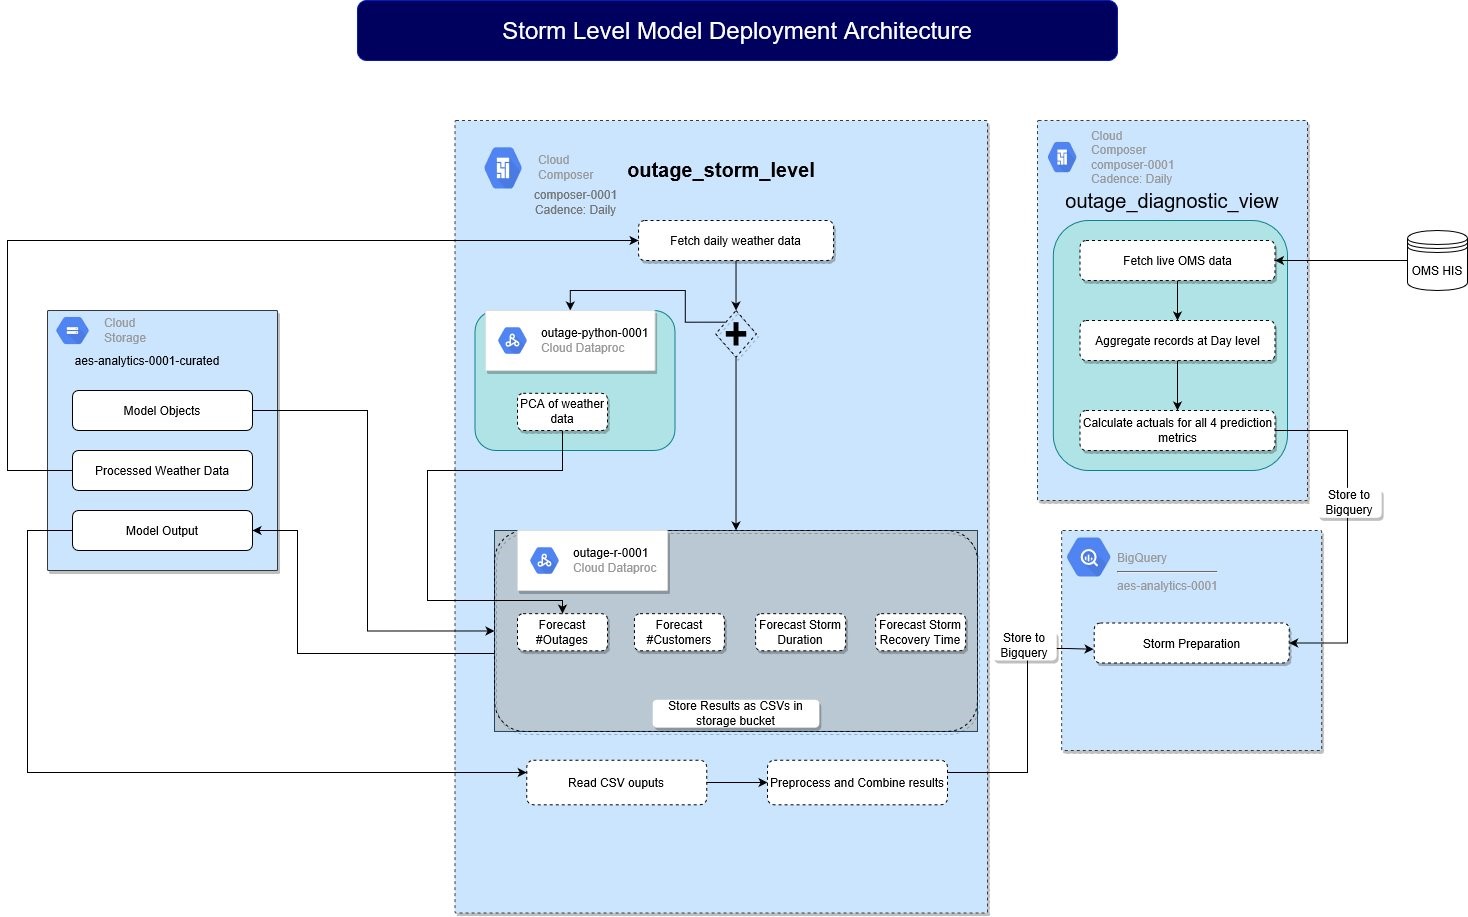 Storm Level Model Deployment Architecture
Cloud
Composer
composer-0001
Cadence: Daily
outage_storm_level
Fetch daily weather data
outage-python-0001
Cloud Dataproc
PCA of weather
data
Cloud
Storage
aes-analytics-0001-curated
Model Objects
Processed Weather Data
Model Output
outage-r-0001
Cloud Dataproc
Forecast
#Outages
Forecast
#Customers
Forecast Storm
Duration
Forecast Storm
Recovery Time
Store Results as CSVs in
storage bucket
Read CSV ouputs
Preprocess and Combine results
Cloud
Composer
composer-0001
Cadence: Daily
outage_diagnostic_view
Fetch live OMS data
Aggregate records at Day level
Calculate actuals for all 4 prediction
metrics
OMS HIS
Store to
Bigquery
BigQuery
aes-analytics-0001
Storm Preparation
Store to
Bigquery